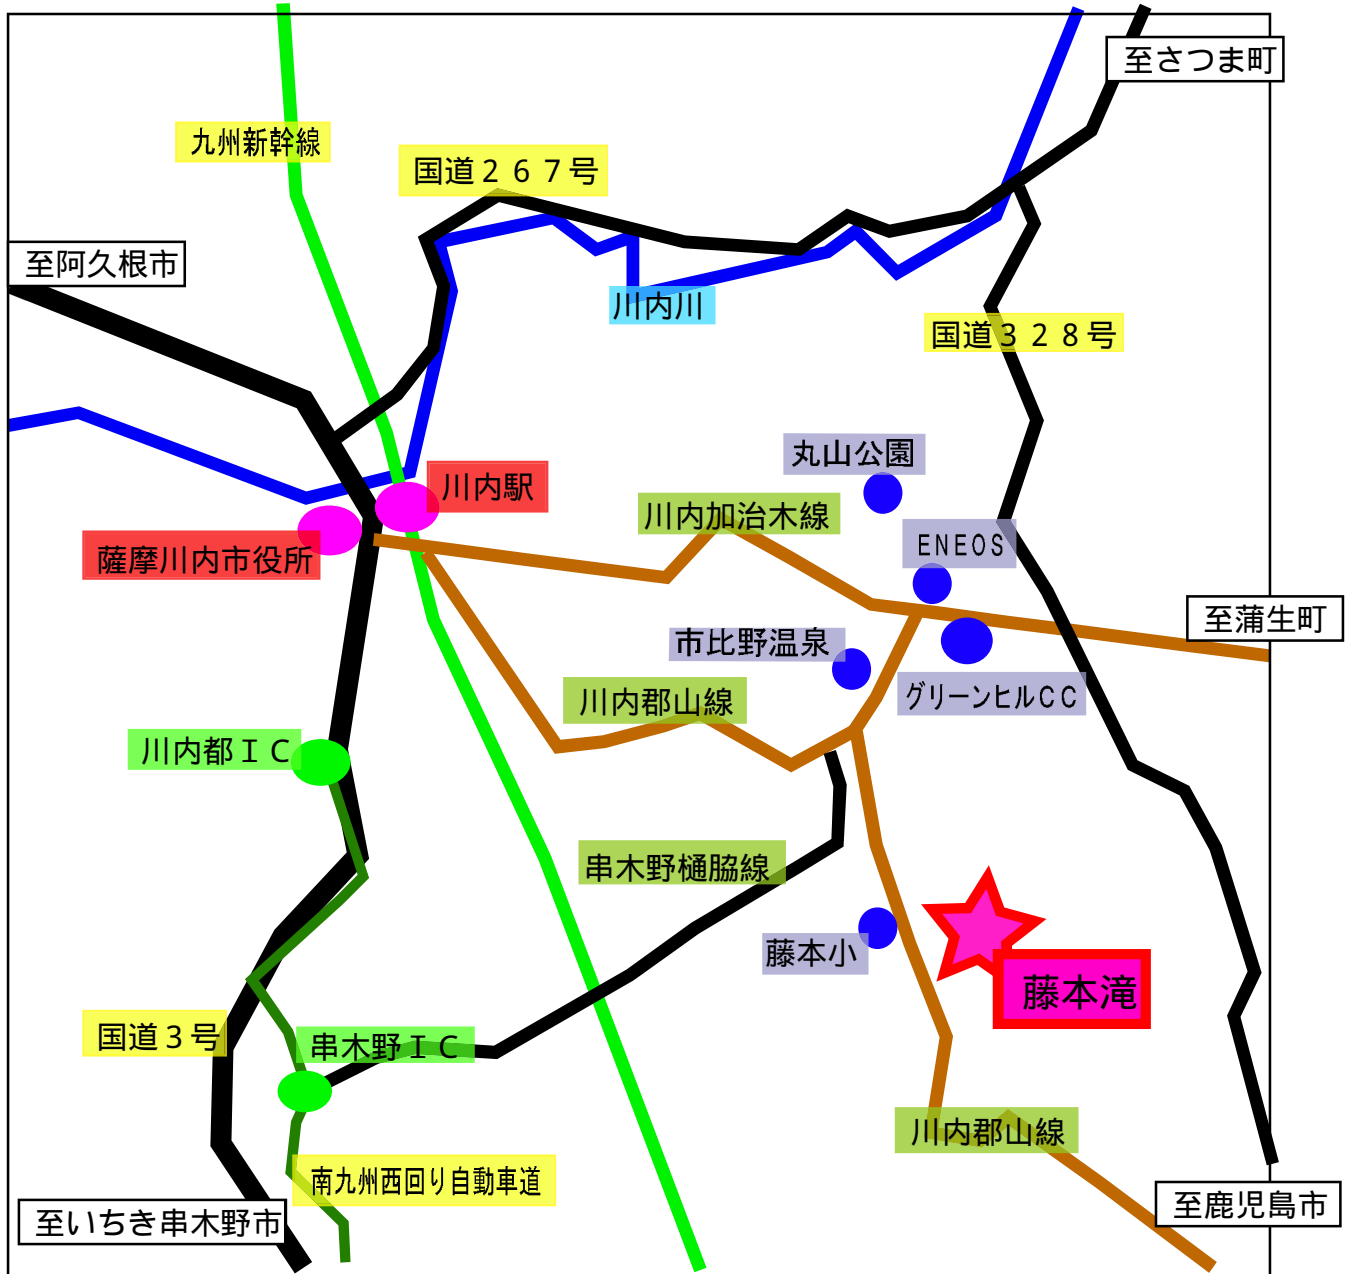 至さつま町
九州新幹線
国道２６７号
至阿久根市
川内川
国道３２８号
丸山公園
川内駅
川内加治木線
ＥＮＥＯＳ
薩摩川内市役所
至蒲生町
市比野温泉
グリーンヒルＣＣ
川内郡山線
川内都ＩＣ
串木野樋脇線
藤本小
藤本滝
国道３号
串木野ＩＣ
川内郡山線
南九州西回り自動車道
至鹿児島市
至いちき串木野市